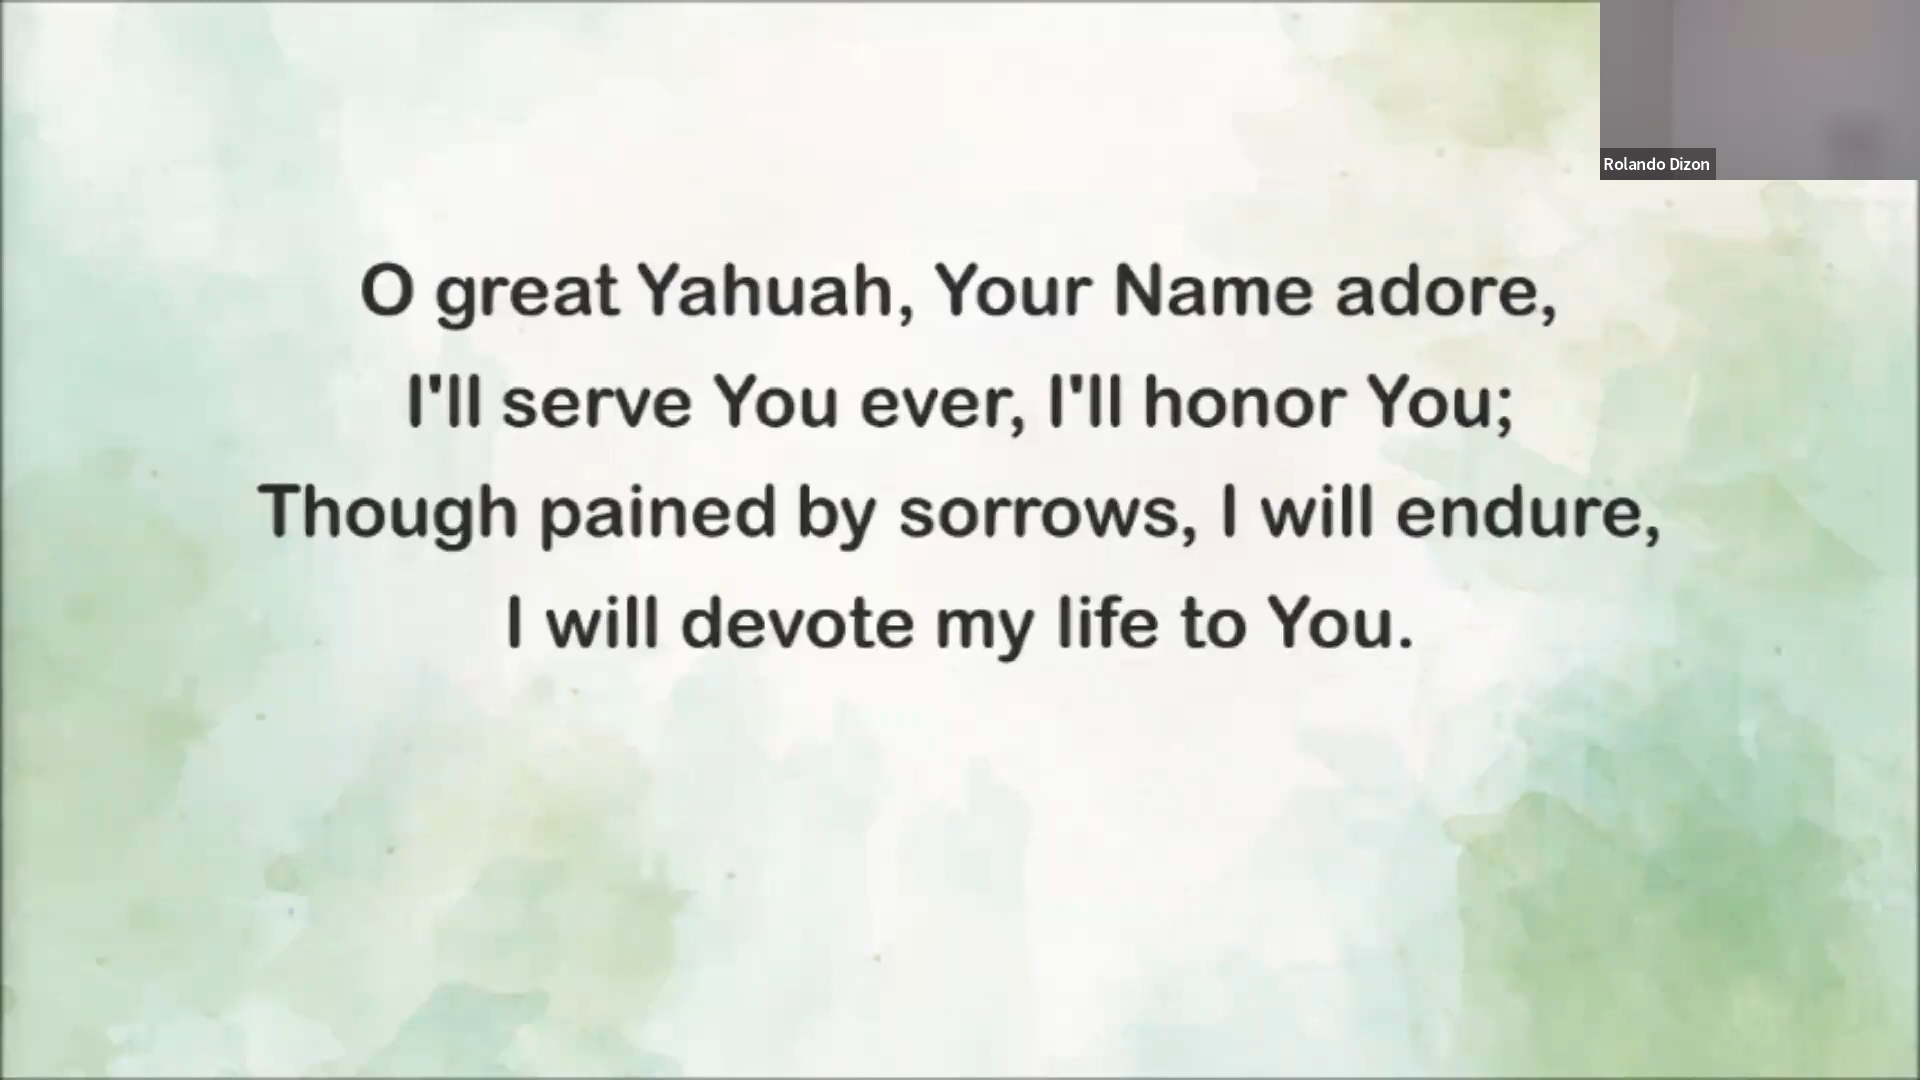 O great Yahuah, Your Name adore,
I'll serve You ever, I'll honor You;
Though pained by sorrows, I will endure,
I will devote my life to You.
Rolando Dizon